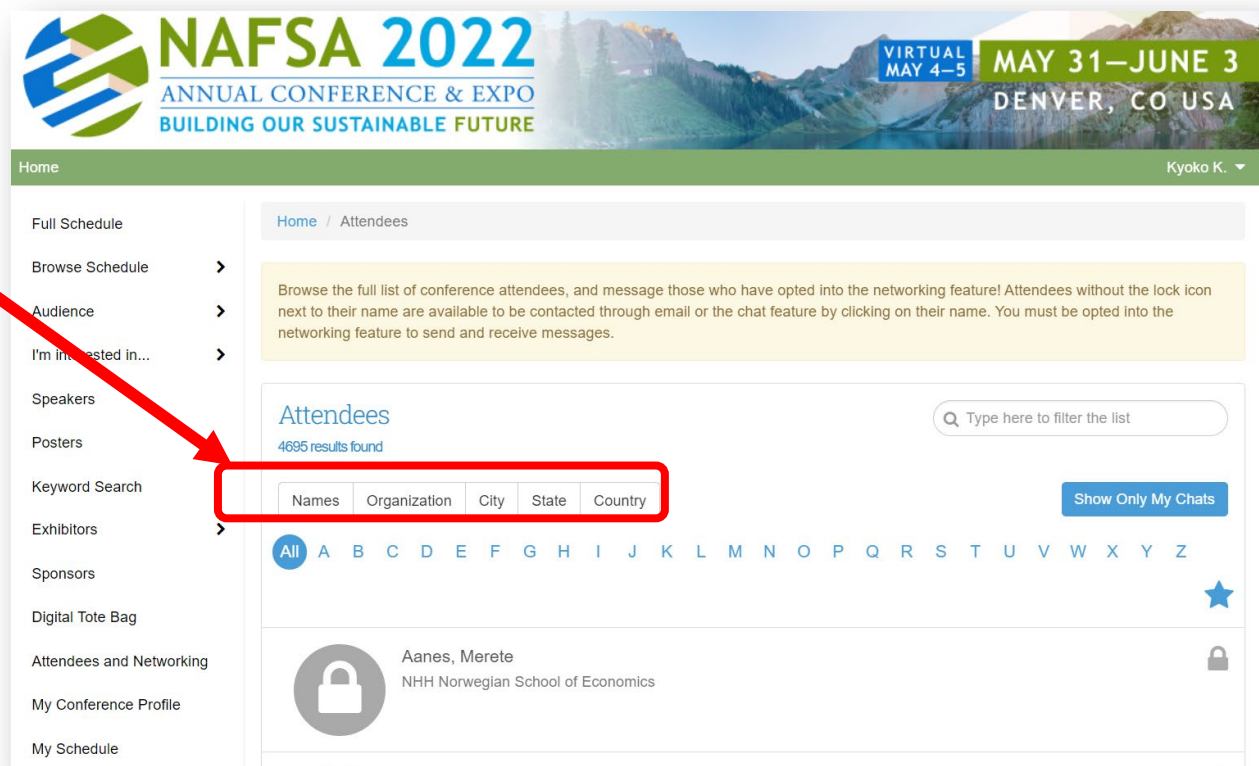 NAFSA 2022
ANNUAL CONFERENCE & EXPO
BUILDING OUR SUSTAINABLE FUTURE
VIRTUAL
MAY 4–5
MAY 31–JUNE 3
DENVER, CO USA
Home
Kyoko K.
Full Schedule
Browse Schedule
Audience
I'm interested in...
Speakers
Posters
Keyword Search
Exhibitors
Sponsors
Digital Tote Bag
Attendees and Networking
My Conference Profile
My Schedule
Home / Attendees
Browse the full list of conference attendees, and message those who have opted into the networking feature! Attendees without the lock icon
next to their name are available to be contacted through email or the chat feature by clicking on their name. You must be opted into the
networking feature to send and receive messages.
Attendees
4695 results found
Type here to filter the list
Names Organization City State Country
Show Only My Chats
All A B C D E F G H I J K L M N O P Q R S T U V W X Y Z
Aanes, Merete
NHH Norwegian School of Economics